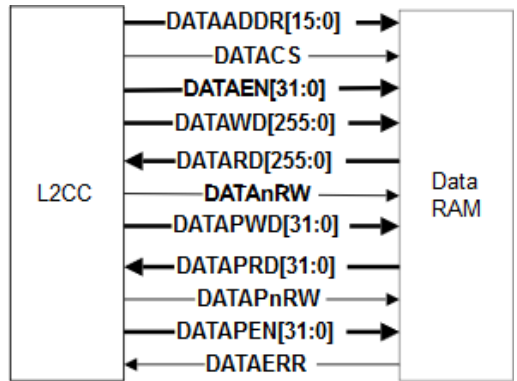 DATAADDR[15:0]
DATACS
DATAEN[31:0]
DATAWD[255:0]
DATARD[255:0]
L2CC
DATAnRW
Data
RAM
DATAPWD[31:0]
DATAPRD[31:0]
DATAPnRW
DATAPEN[31:0]
DATAERR